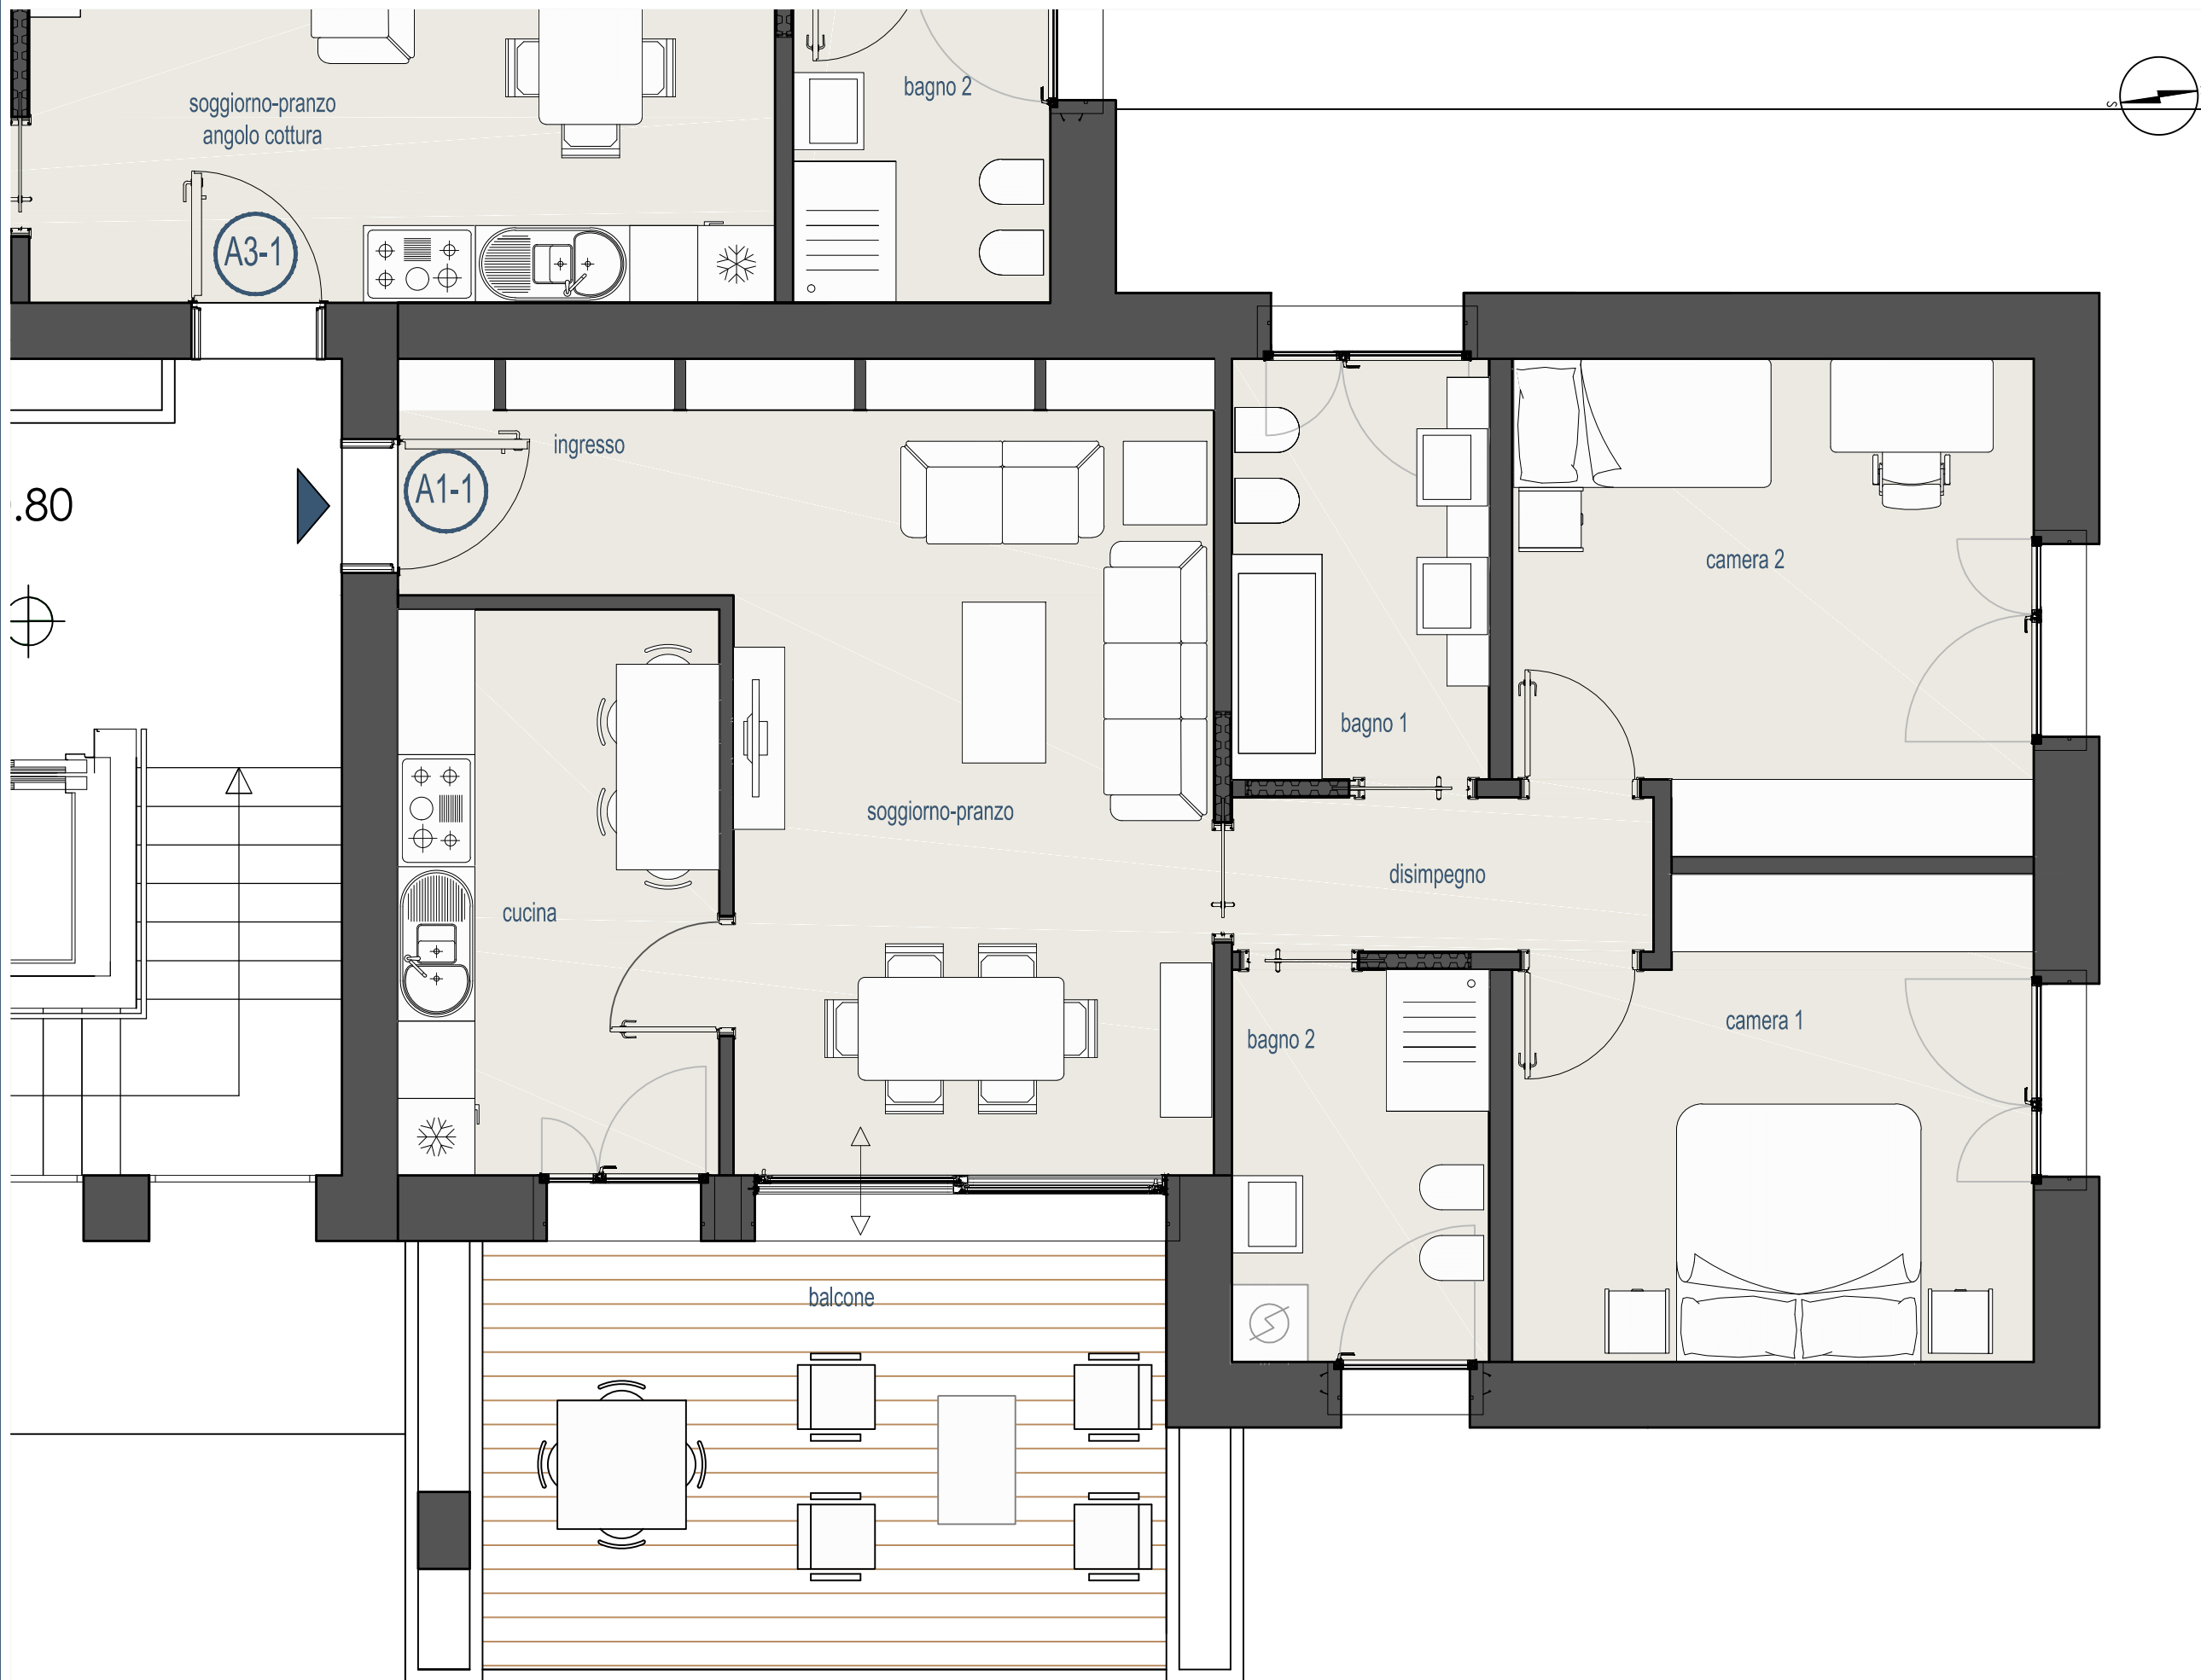 soggiorno-pranzo
angolo cottura
bagno 2
S
A3-1
ingresso
A1-1
.80
camera 2
bagno 1
soggiorno-pranzo
disimpegno
cucina
camera 1
bagno 2
balcone